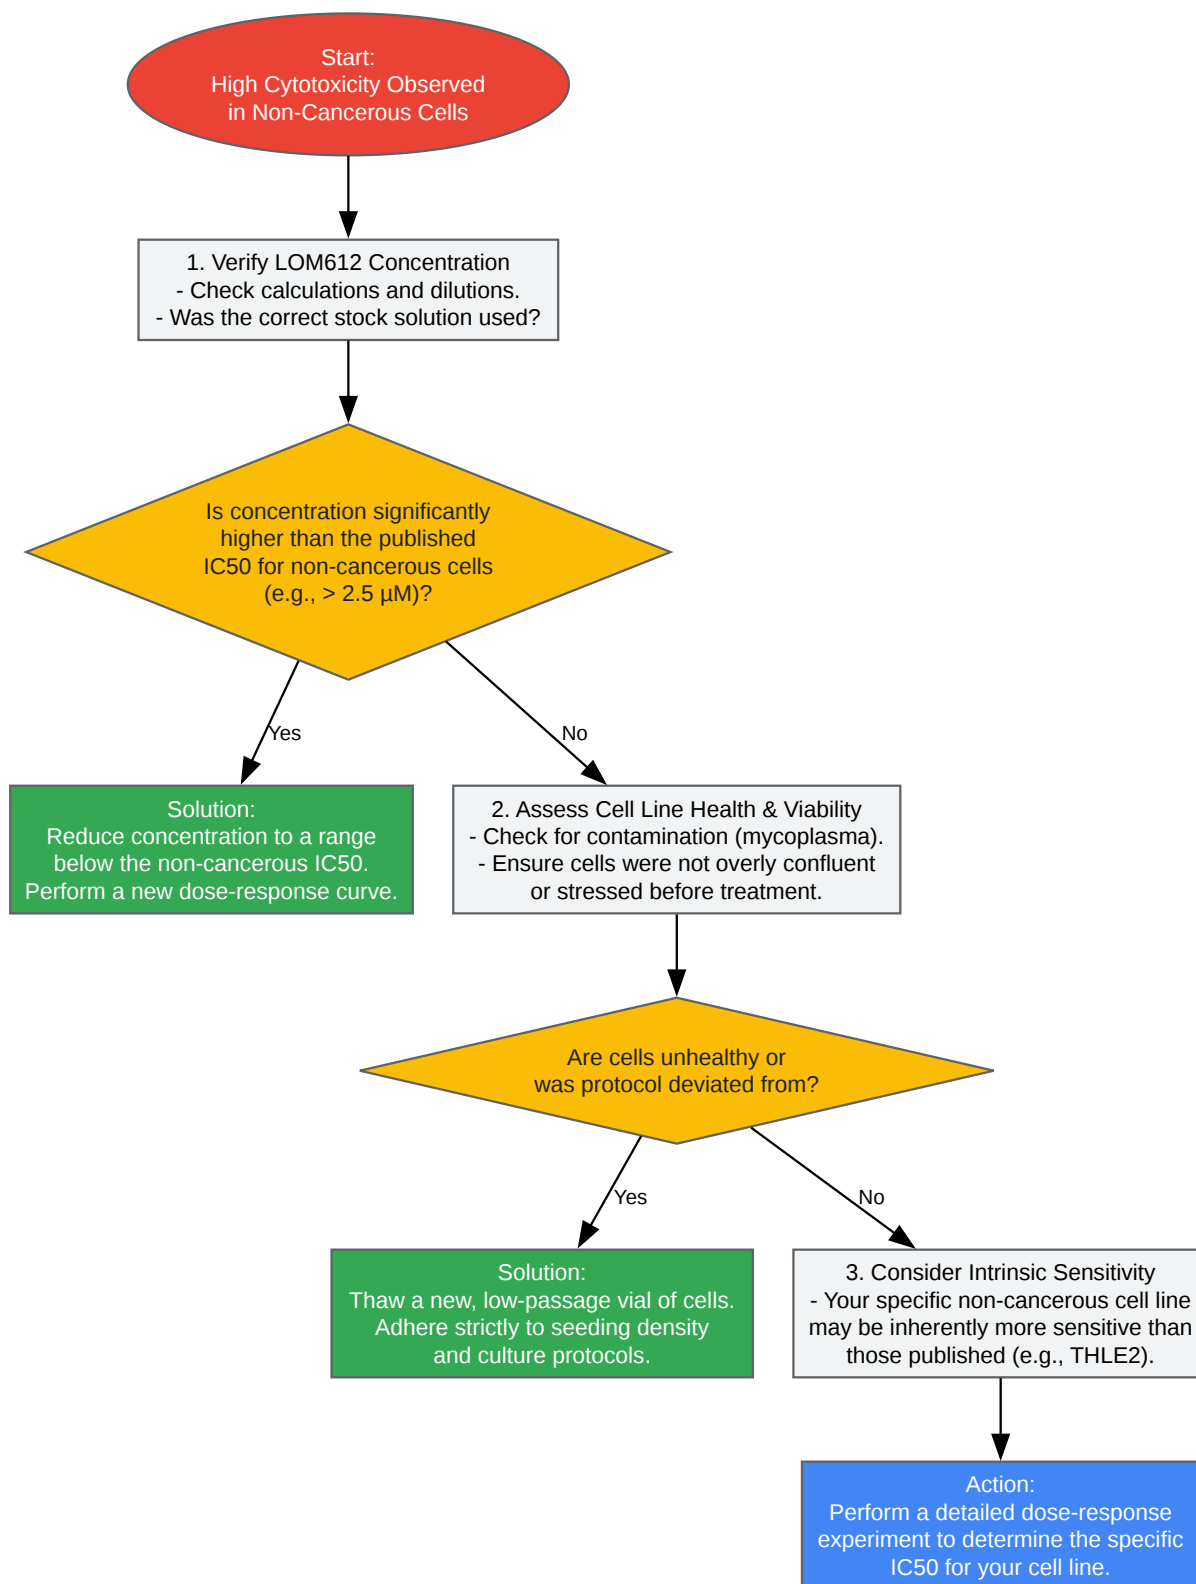 Start:
High Cytotoxicity Observed
in Non-Cancerous Cells
1. Verify LOM612 Concentration
- Check calculations and dilutions.
- Was the correct stock solution used?
Is concentration significantly
higher than the published
IC50 for non-cancerous cells
(e.g., > 2.5 µM)?
Yes
No
Solution:
Reduce concentration to a range
below the non-cancerous IC50.
Perform a new dose-response curve.
2. Assess Cell Line Health & Viability
- Check for contamination (mycoplasma).
- Ensure cells were not overly confluent
or stressed before treatment.
Are cells unhealthy or
was protocol deviated from?
Yes
No
Solution:
Thaw a new, low-passage vial of cells.
Adhere strictly to seeding density
and culture protocols.
3. Consider Intrinsic Sensitivity
- Your specific non-cancerous cell line
may be inherently more sensitive than
those published (e.g., THLE2).
Action:
Perform a detailed dose-response
experiment to determine the specific
IC50 for your cell line.